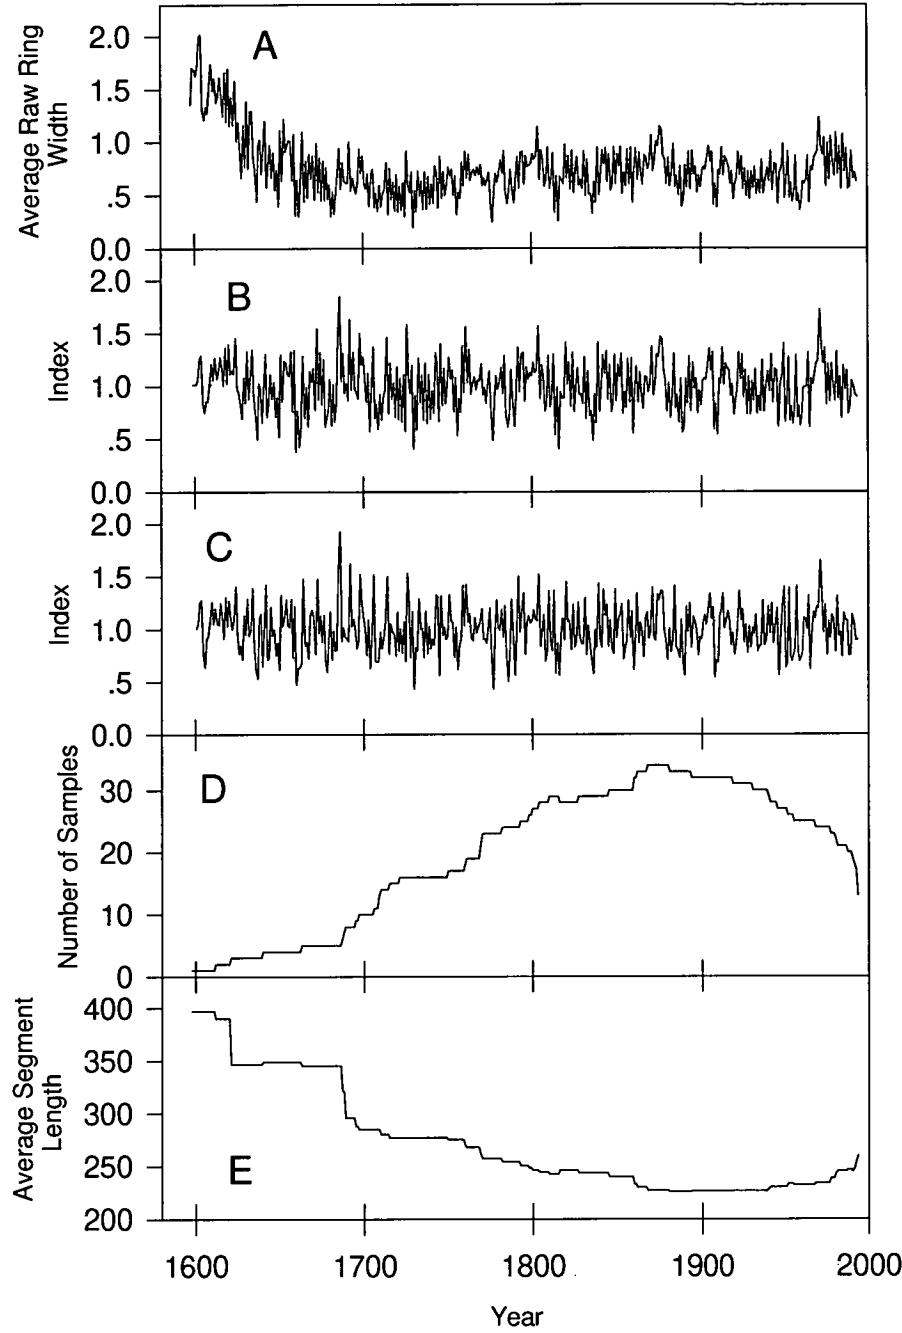 A
Average Raw Ring
Width
2.0
1.5
1.0
.5
0.0
B
Index
2.0
1.5
1.0
.5
0.0
C
Index
2.0
1.5
1.0
.5
0.0
D
Number of Samples
30
20
10
0
E
Average Segment
Length
400
350
300
250
200
1600 1700 1800 1900 2000
Year